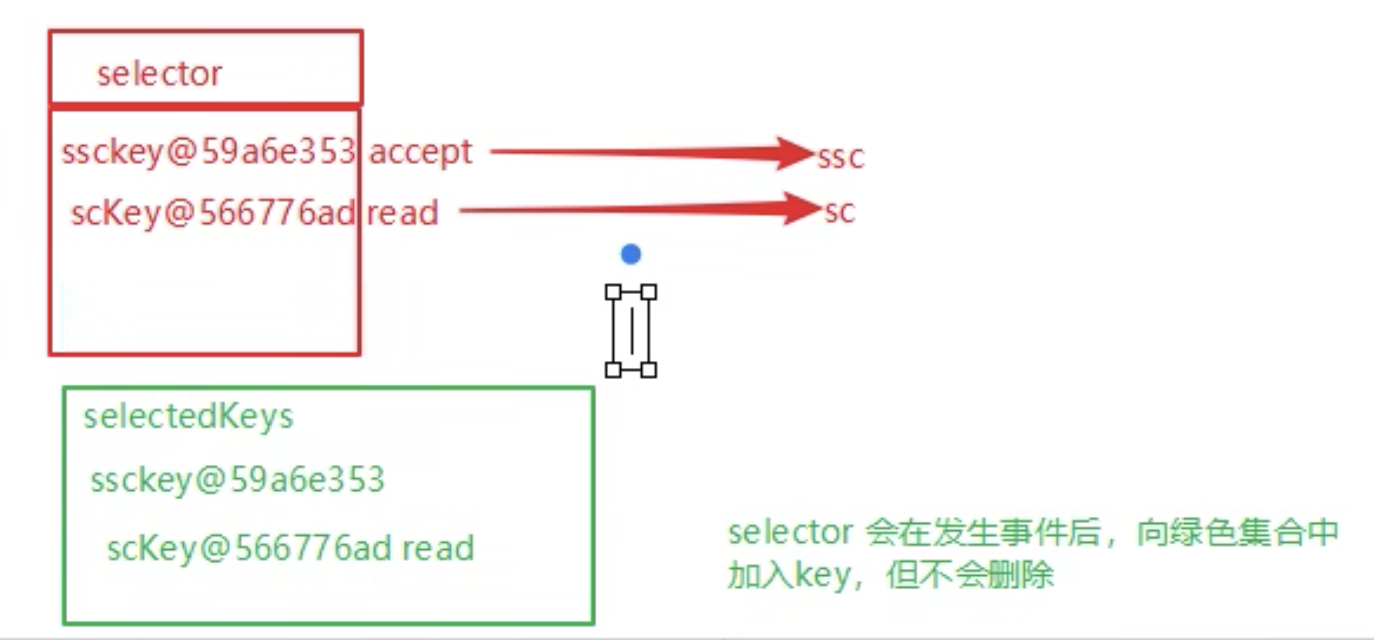 selector
ssckey@59a6e353 accept ssc
scKey@566776ad read sc
selectedKeys
ssckey@59a6e353
scKey@566776ad read
selector 会在发生事件后，向绿色集合中
加入key，但不会删除